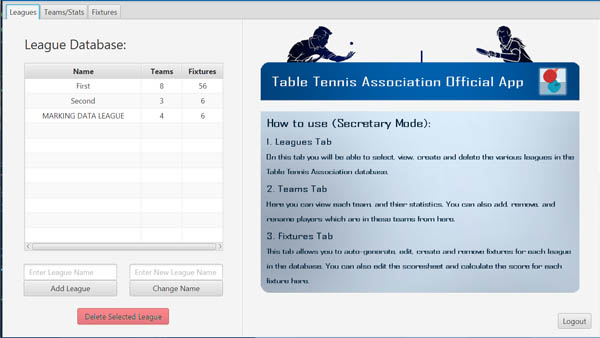 Leagues Teams/Stats Fixtures
League Database:
Name Teams Fixtures
First 8 56
Second 3 6
MARKING DATA LEAGUE 4 6
Enter League Name Enter New League Name
Add League Change Name
Delete Selected League
Table Tennis Association Official App
How to use (Secretary Mode):
1. Leagues Tab
On this tab you will be able to select, view, create and delete the various leagues in the
Table Tennis Association database.
2. Teams Tab
Here you can view each team, and thier statistics. You can also add, remove, and
rename players which are in these teams from here.
3. Fixtures Tab
This tab allows you to auto-generate, edit, create and remove fixtures for each league
in the database. You can also edit the scoresheet and calculate the score for each
fixture here.
Logout